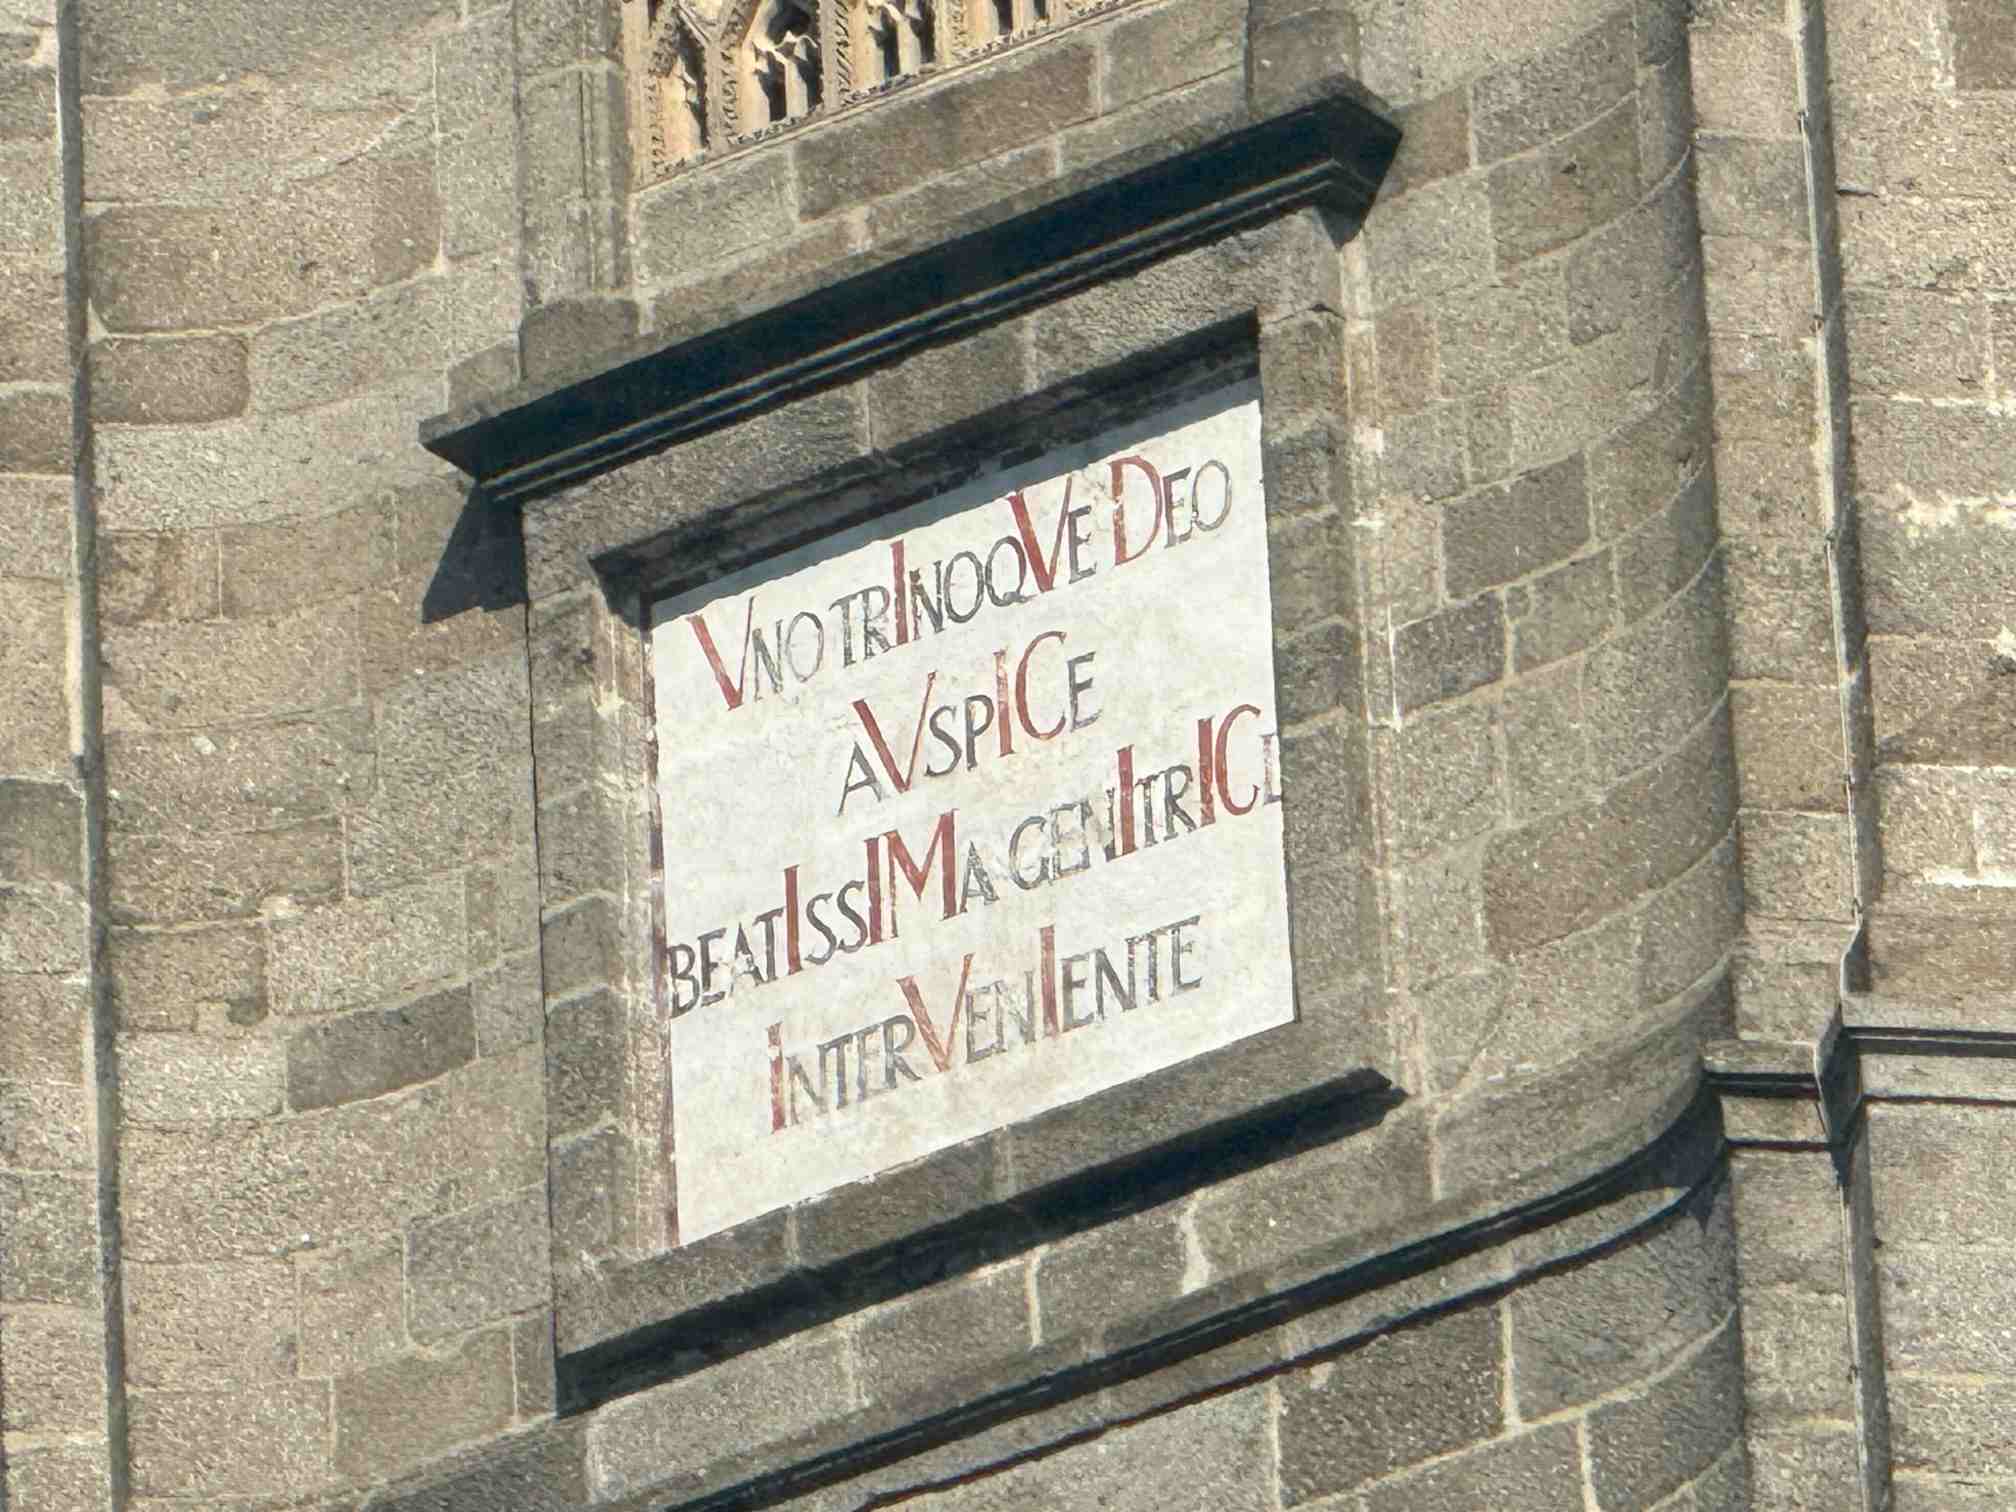 VNO TRINOQVE DEO
AVSPICE
BEATISSIMA GENITRICE
INTERVENIENTE